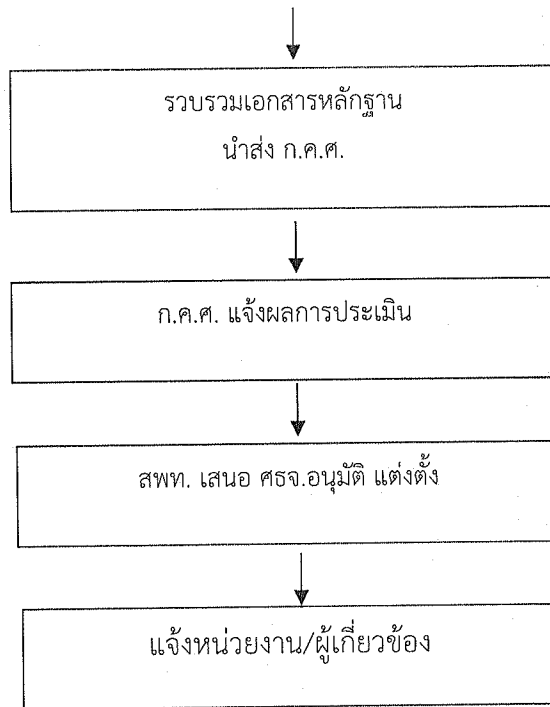 รวบรวมเอกสารหลักฐาน
นำส่ง ก.ค.ศ.
ก.ค.ศ. แจ้งผลการประเมิน
สพท. เสนอ ศธจ.อนุมัติ แต่งตั้ง
แจ้งหน่วยงาน/ผู้เกี่ยวข้อง